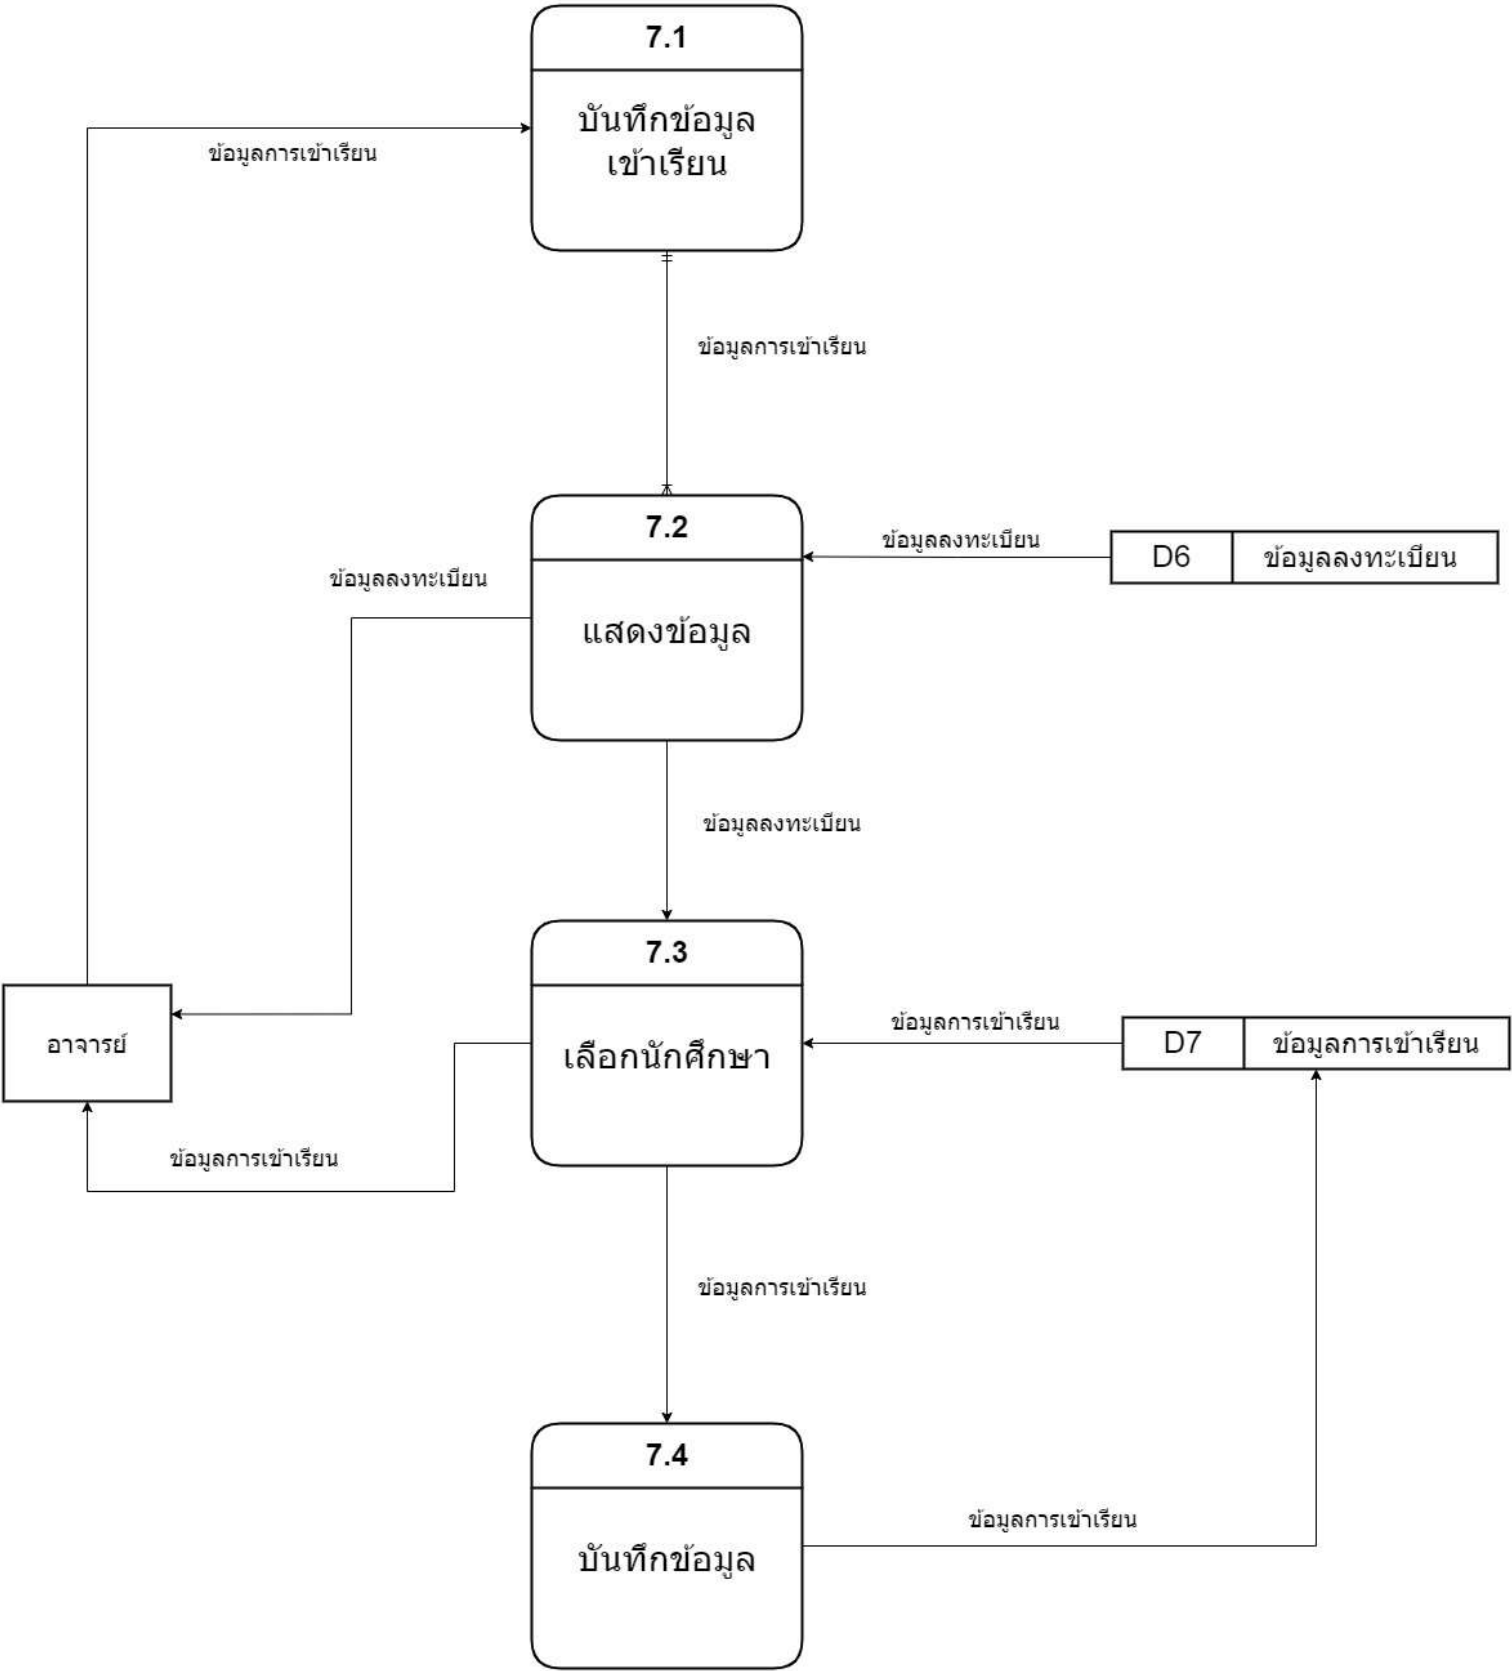 7.1
บันทึกข้อมูล
เข้าเรียน
ข้อมูลการเข้าเรียน
ข้อมูลการเข้าเรียน
7.2
แสดงข้อมูล
ข้อมูลลงทะเบียน
D6
ข้อมูลลงทะเบียน
ข้อมูลลงทะเบียน
ข้อมูลลงทะเบียน
7.3
เลือกนักศึกษา
ข้อมูลการเข้าเรียน
D7
ข้อมูลการเข้าเรียน
อาจารย์
ข้อมูลการเข้าเรียน
ข้อมูลการเข้าเรียน
7.4
บันทึกข้อมูล
ข้อมูลการเข้าเรียน